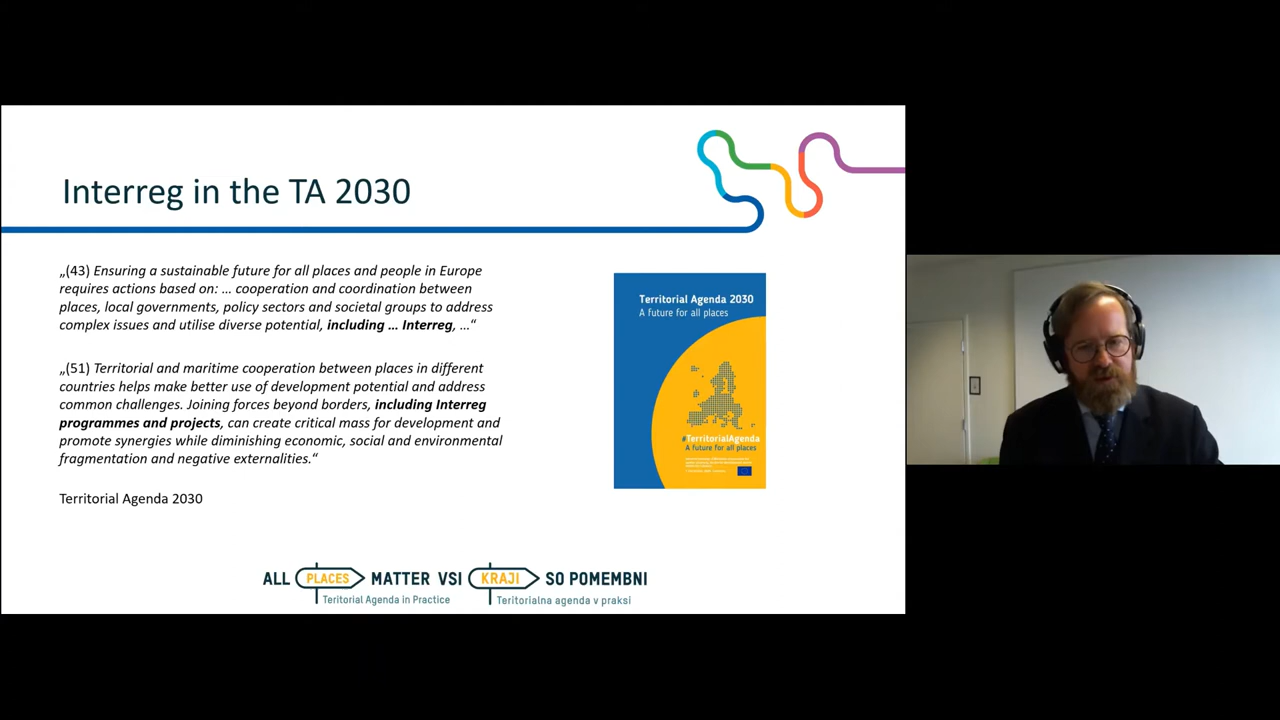 Interreg in the TA 2030
„(43) Ensuring a sustainable future for all places and people in Europe
requires actions based on: … cooperation and coordination between
places, local governments, policy sectors and societal groups to address
complex issues and utilise diverse potential, including … Interreg, …“
„(51) Territorial and maritime cooperation between places in different
countries helps make better use of development potential and address
common challenges. Joining forces beyond borders, including Interreg
programmes and projects, can create critical mass for development and
promote synergies while diminishing economic, social and environmental
fragmentation and negative externalities.“
Territorial Agenda 2030
Territorial Agenda 2030
A future for all places
#TerritorialAgenda
A future for all places
ALL PLACES MATTER VSI KRAJI SO POMEMBNI
Teritorial Agenda in Practice
Teritorialna agenda v praksi